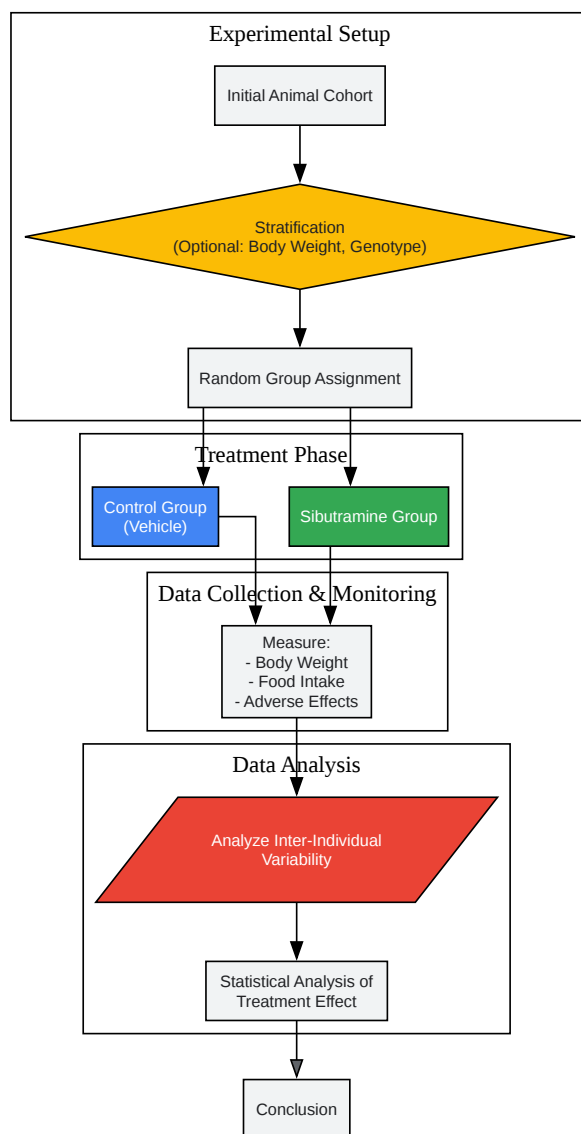 Experimental Setup
Initial Animal Cohort
Stratification
(Optional: Body Weight, Genotype)
Random Group Assignment
Treatment Phase
Control Group
(Vehicle)
Sibutramine Group
Data Collection & Monitoring
Measure:
- Body Weight
- Food Intake
- Adverse Effects
Data Analysis
Analyze Inter-Individual
Variability
Statistical Analysis of
Treatment Effect
Conclusion